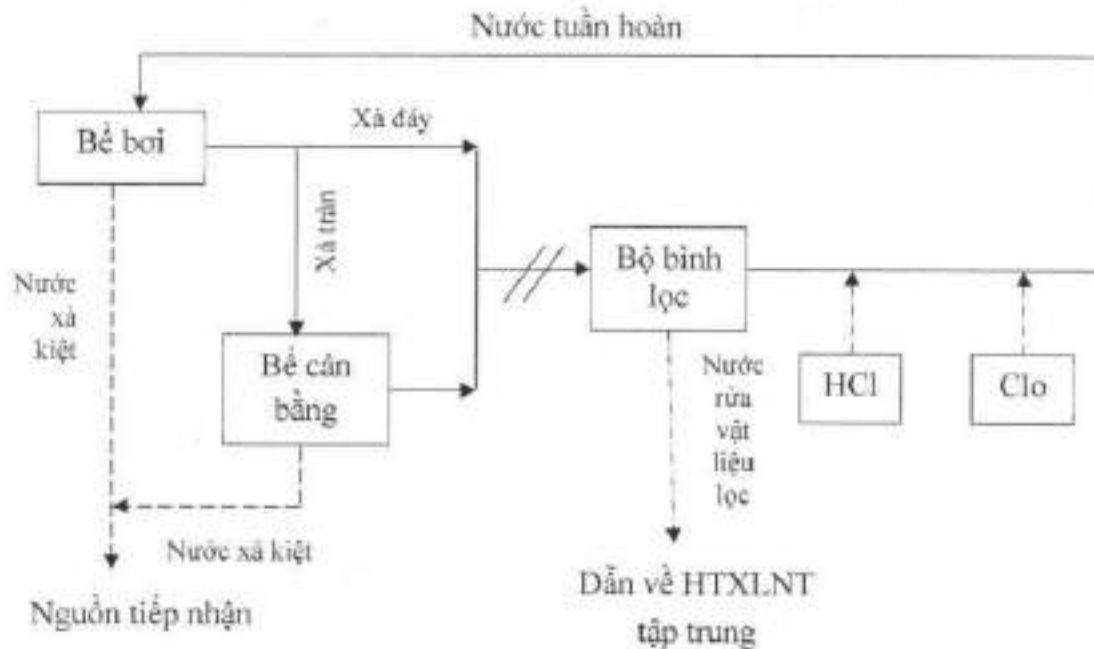 Nước tuần hoàn
Bể bơi
Xả đáy
Xả tràn
Nước
xả
kiệt
Bể cân
bằng
Nước xả kiệt
Nguồn tiếp nhận
Bộ bình
lọc
Nước
rửa
vật
liệu
lọc
HCl
Clo
Dẫn về HTXLNT
tập trung